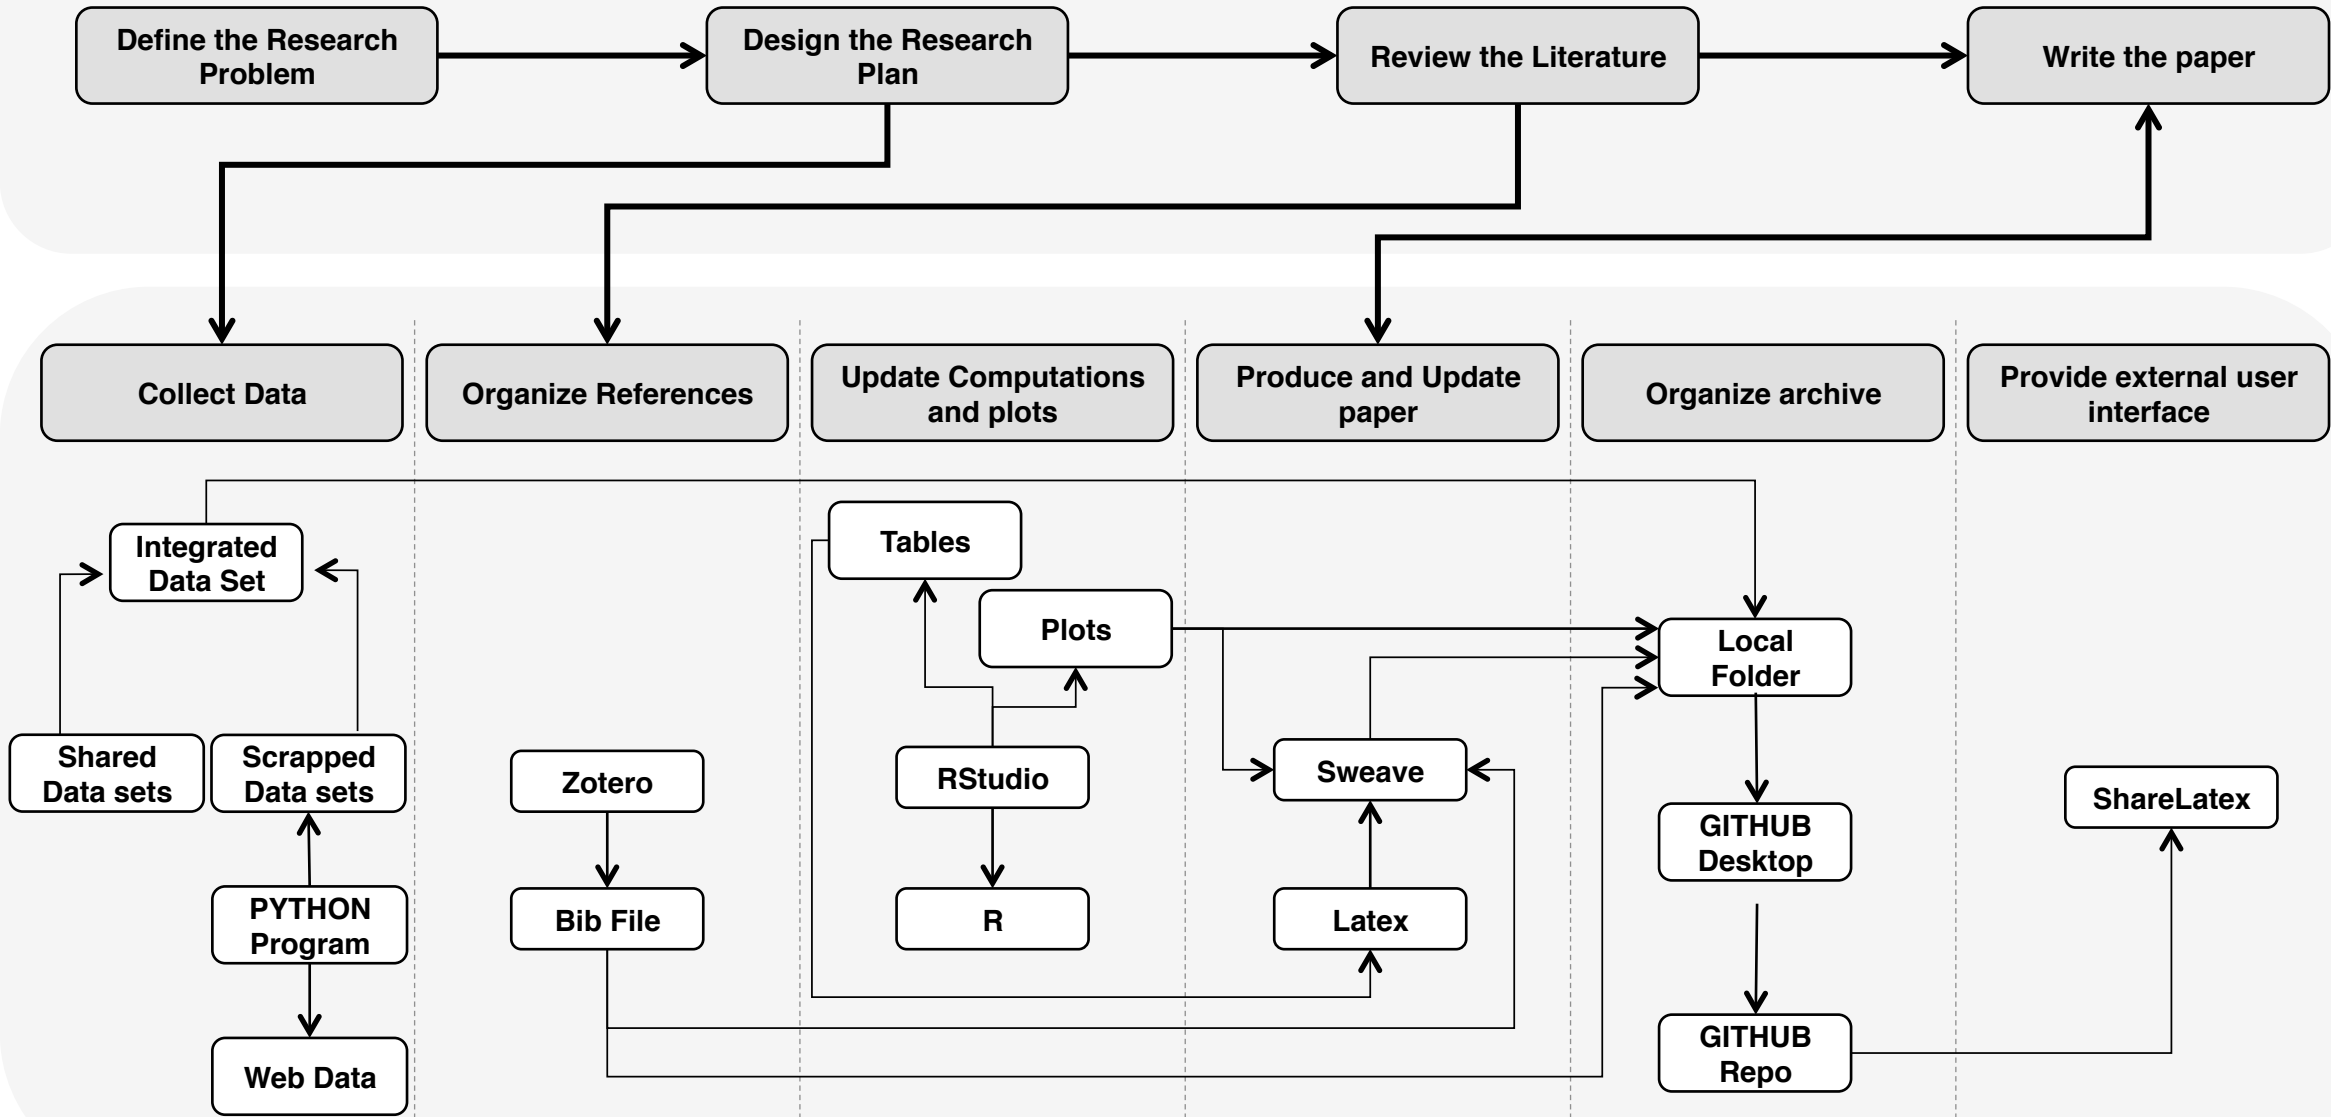 Define the Research
Problem
Design the Research
Plan
Review the Literature
Write the paper
Collect Data
Organize References
Update Computations
and plots
Produce and Update
paper
Organize archive
Provide external user
interface
Integrated
Data Set
Tables
Plots
Local
Folder
Shared
Data sets
Scrapped
Data sets
Zotero
RStudio
Sweave
ShareLatex
GITHUB
Desktop
PYTHON
Program
Bib File
R
Latex
Web Data
GITHUB
Repo